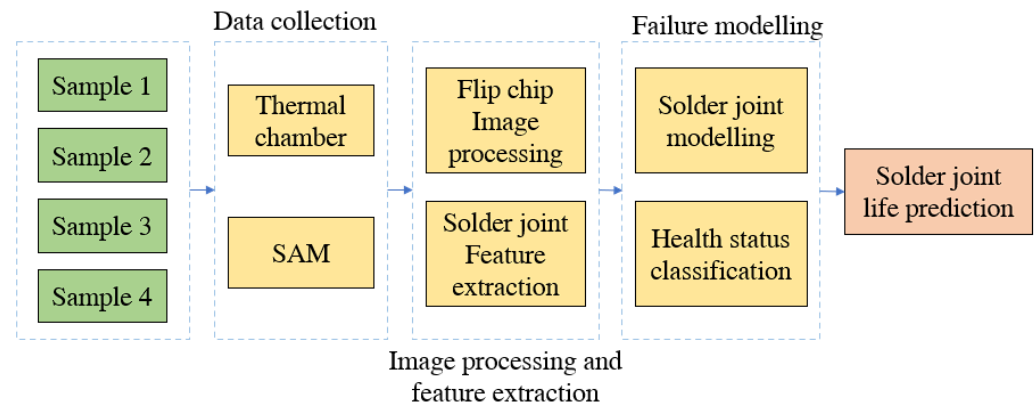 Data collection
Failure modelling
Sample 1
Sample 2
Sample 3
Sample 4
Thermal
chamber
SAM
Flip chip
Image
processing
Solder joint
Feature
extraction
Solder joint
modelling
Health status
classification
Solder joint
life prediction
Image processing and
feature extraction